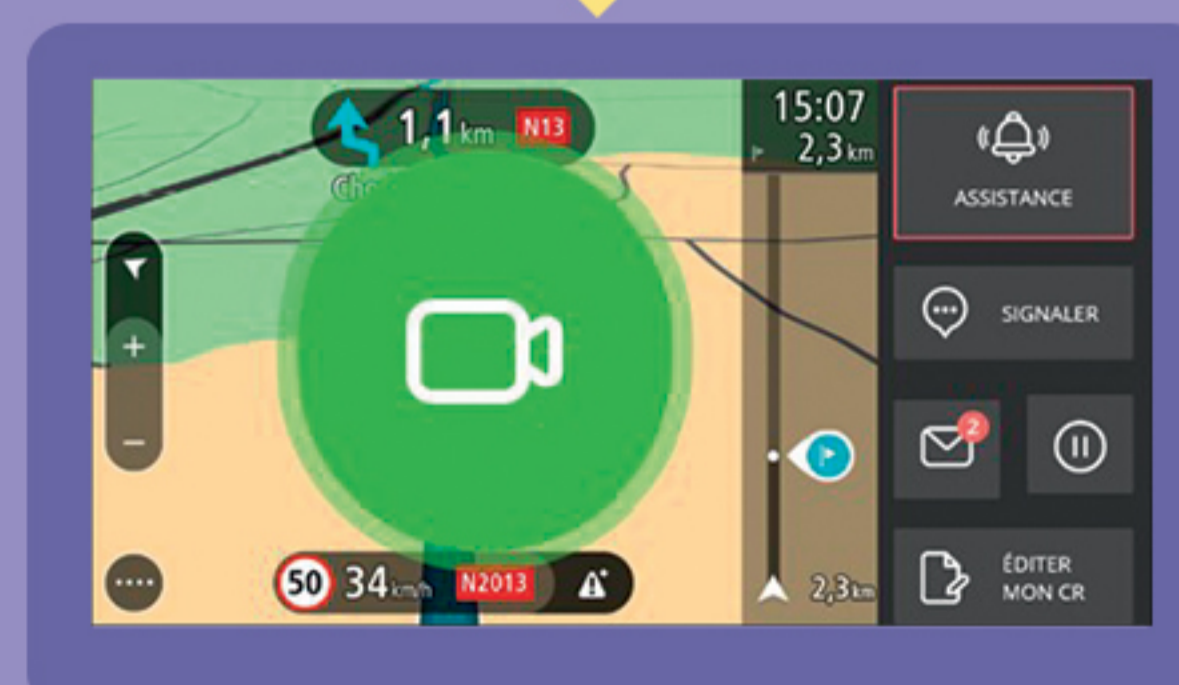 1,1 km N13
15:07
2,3 km
ASSISTANCE
SIGNALER
2
50 34 km/h N2013
2,3 km
ÉDITER
MON CR